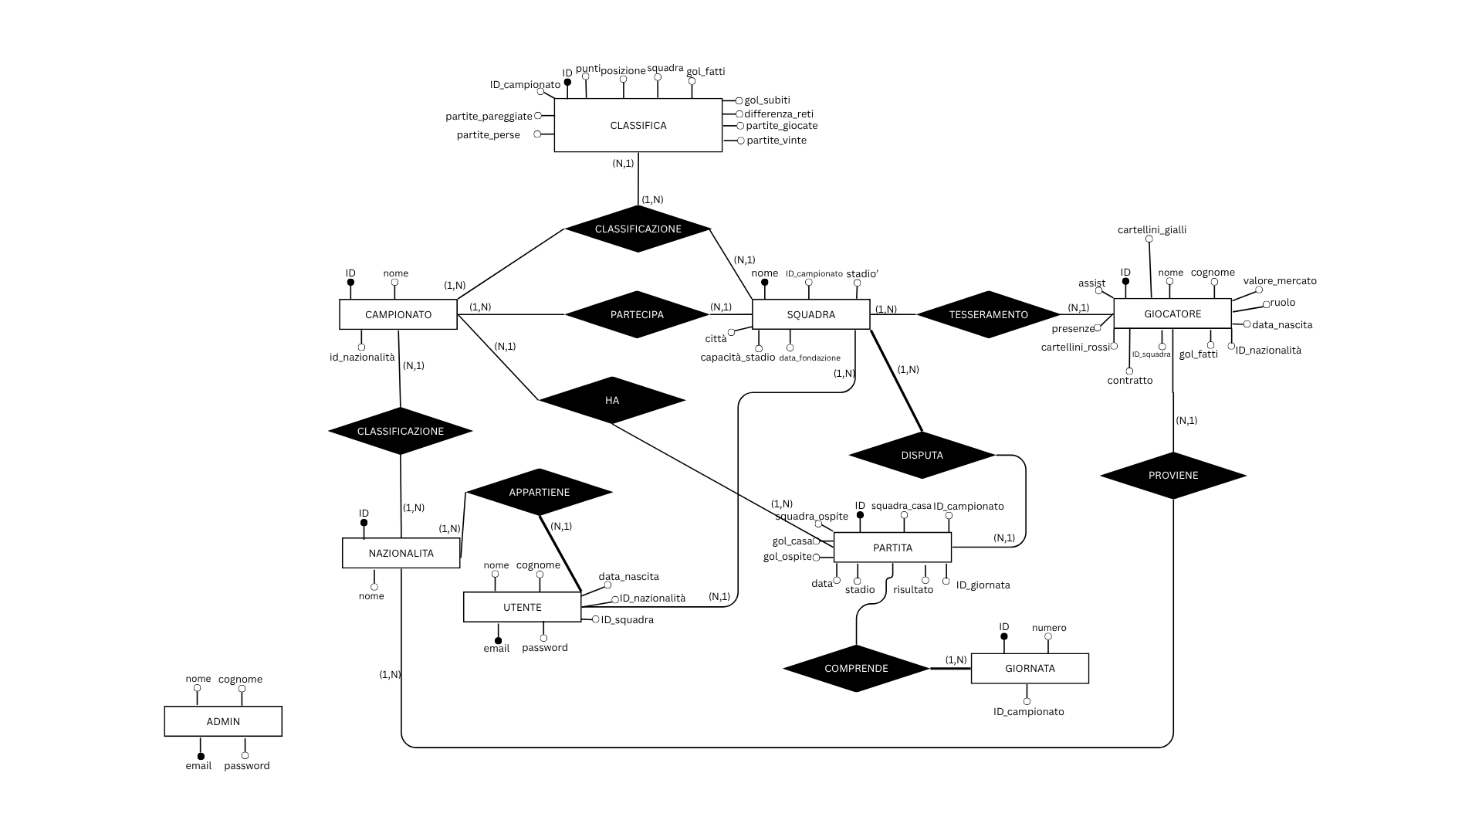 ID
punti
posizione
squadra
gol_fatti
ID_campionato
gol_subiti
differenza_reti
partite_pareggiate
CLASSIFICA
partite_giocate
partite_perse
partite_vinte
(N,1)
(1,N)
CLASSIFICAZIONE
cartellini_gialli
(N,1)
(1,N)
ID
nome
nome
ID_campionato
stadio'
assist
ID
nome
cognome
valore_mercato
CAMPIONATO
(1,N)
PARTECIPA
(N,1)
SQUADRA
(1,N)
TESSERAMENTO
(N,1)
GIOCATORE
ruolo
data_nascita
id_nazionalità
città
capacità_stadio
data_fondazione
presenze
cartellini_rossi
ID_squadra
gol_fatti
ID_nazionalità
contratto
(N,1)
(N,1)
(1,N)
(1,N)
HA
CLASSIFICAZIONE
(N,1)
DISPUTA
PROVIENE
APPARTIENE
(1,N)
ID
(1,N)
(N,1)
(1,N)
squadra_ospite
ID
squadra_casa
ID_campionato
NAZIONALITA
nome
gol_casa
gol_ospite
PARTITA
(N,1)
data
stadio
risultato
ID_giornata
nome
cognome
data_nascita
ID_nazionalità
UTENTE
ID_squadra
(N,1)
email
password
ID
numero
COMPRENDE
(1,N)
GIORNATA
ID_campionato
(1,N)
nome
cognome
ADMIN
email
password